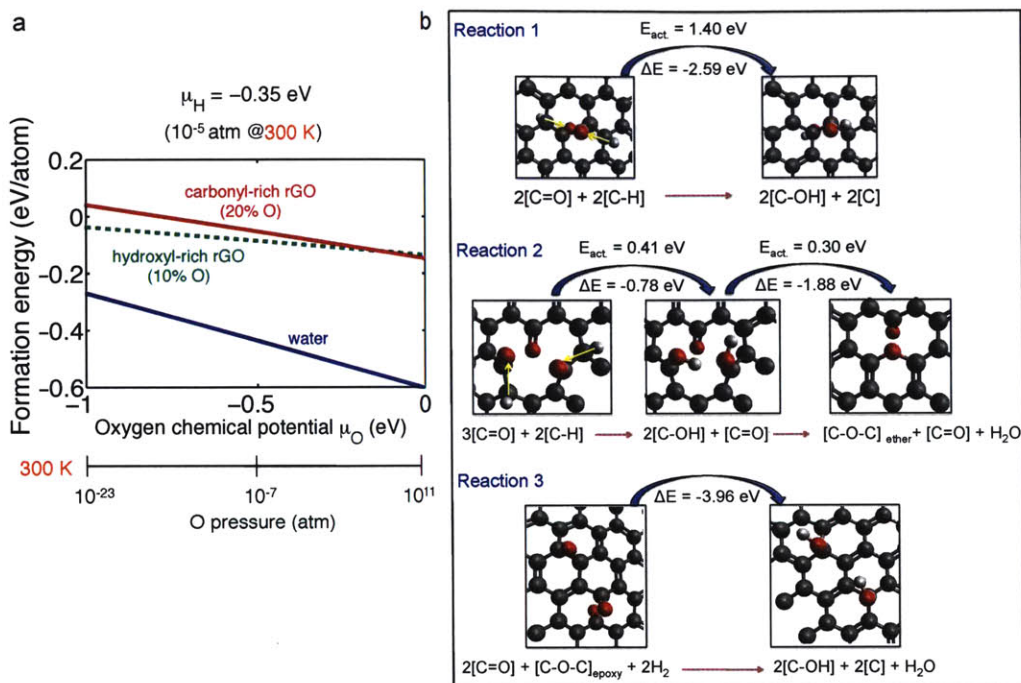 a
μH = −0.35 eV
(10-5 atm @300 K)
Formation energy (eV/atom)
0.2
0
−0.2
−0.4
−0.6
carbonyl-rich rGO
(20% O)
hydroxyl-rich rGO
(10% O)
water
−1
−0.5
0
Oxygen chemical potential μO (eV)
300 K
10-23
10-7
1011
O pressure (atm)
b
Reaction 1
Eact. = 1.40 eV
ΔE = -2.59 eV
2[C=O] + 2[C-H]
2[C-OH] + 2[C]
Reaction 2
Eact. = 0.41 eV
Eact. = 0.30 eV
ΔE = -0.78 eV
ΔE = -1.88 eV
3[C=O] + 2[C-H]
2[C-OH] + [C=O]
[C-O-C] ether + [C=O] + H2O
Reaction 3
ΔE = -3.96 eV
2[C=O] + [C-O-C]epoxy + 2H2
2[C-OH] + 2[C] + H2O